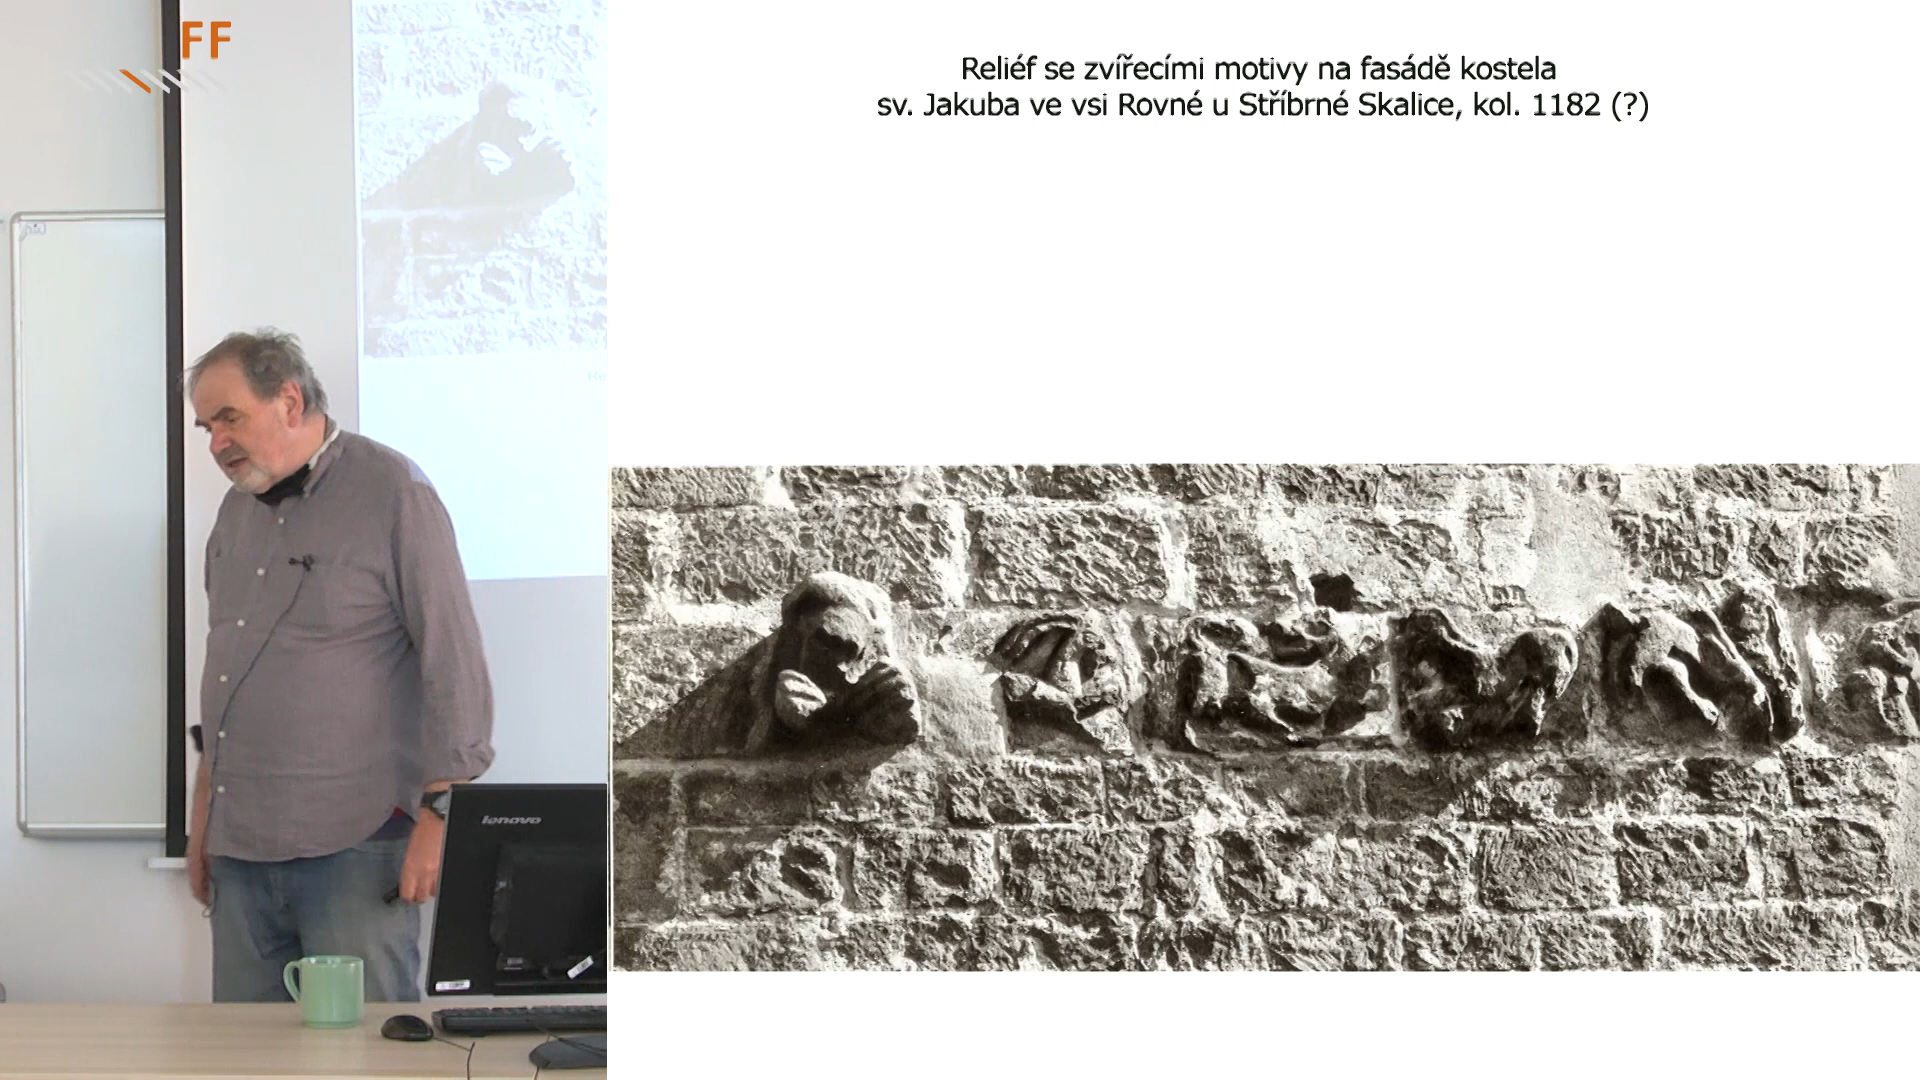 FF
Reliéf se zvířecími motivy na fasádě kostela
sv. Jakuba ve vsi Rovné u Stříbrné Skalice, kol. 1182 (?)
lenovo